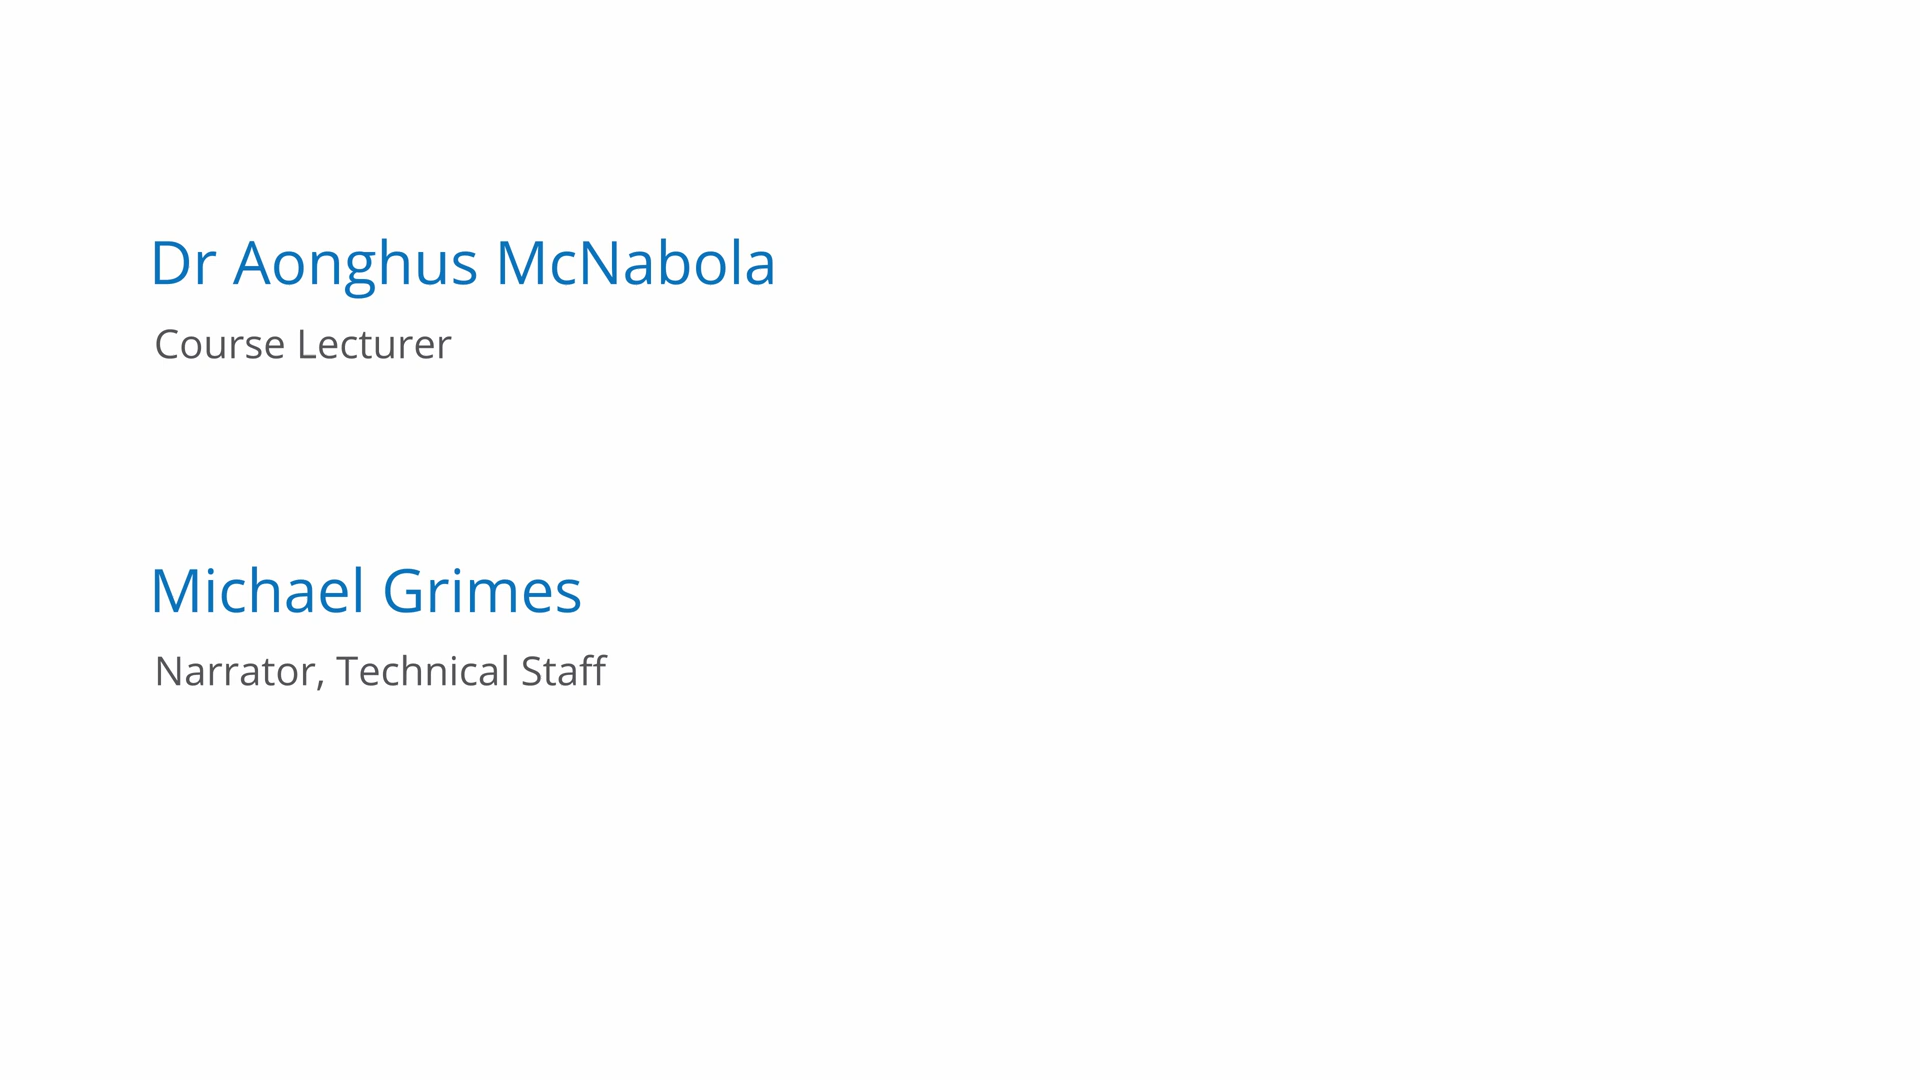 Dr Aonghus McNabola
Course Lecturer
Michael Grimes
Narrator, Technical Staff